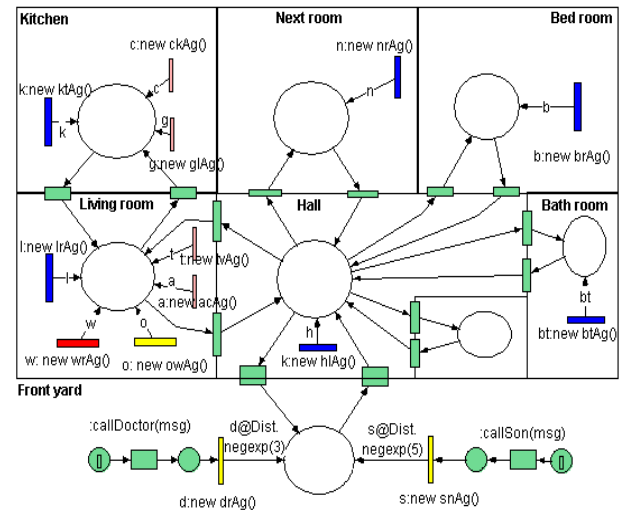 Kitchen
Next room
Bed room
c:new ckAg()
n:new nrAg()
k:new ktAg()
c
n
b
k
g
g:new glAg()
b:new brAg()
Living room
Hall
Bath room
l:new lrAg()
t
t:new tvAg()
l
a
a:new acAg()
w
o
h
bt
w: new wrAg()
o: new owAg()
k:new hlAg()
bt:new btAg()
Front yard
:callDoctor(msg)
d@Dist.
negexp(3)
s@Dist.
negexp(5)
:callSon(msg)
d:new drAg()
s:new snAg()